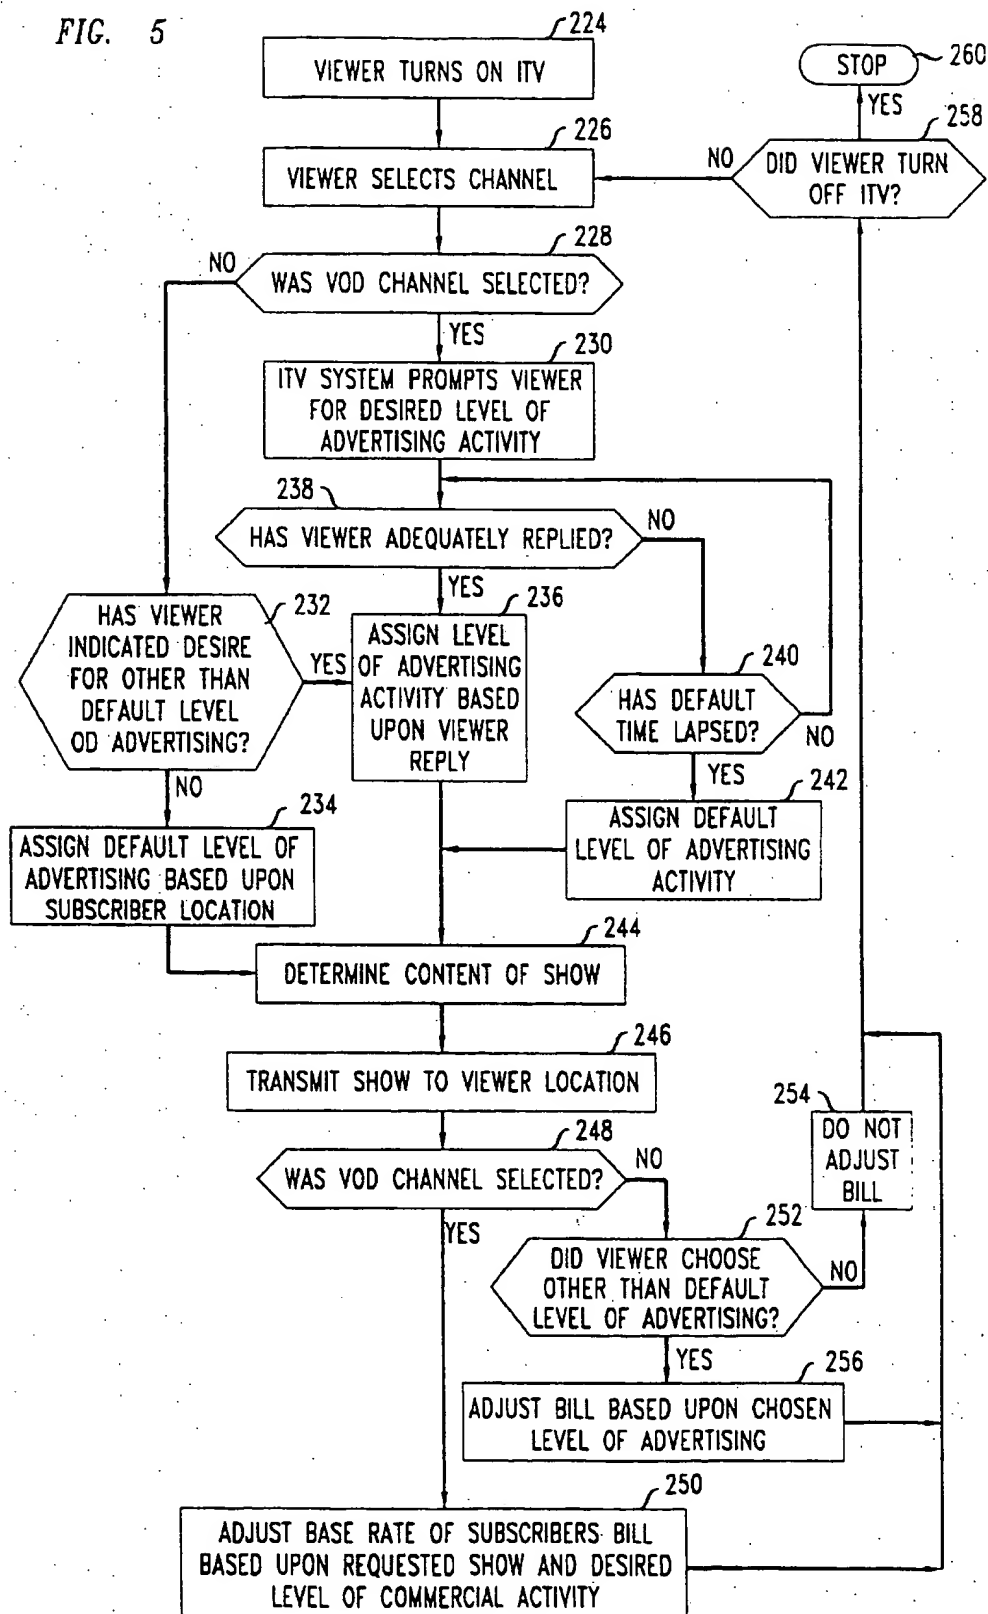 FIG. 5
224
VIEWER TURNS ON ITV
226
VIEWER SELECTS CHANNEL
228
WAS VOD CHANNEL SELECTED?
NO
YES
230
ITV SYSTEM PROMPTS VIEWER
FOR DESIRED LEVEL OF
ADVERTISING ACTIVITY
238
HAS VIEWER ADEQUATELY REPLIED?
NO
YES
232
HAS VIEWER
INDICATED DESIRE
FOR OTHER THAN
DEFAULT LEVEL
OD ADVERTISING?
YES
NO
236
ASSIGN LEVEL
OF ADVERTISING
ACTIVITY BASED
UPON VIEWER
REPLY
240
HAS DEFAULT
TIME LAPSED?
NO
YES
242
ASSIGN DEFAULT
LEVEL OF ADVERTISING
ACTIVITY
234
ASSIGN DEFAULT LEVEL OF
ADVERTISING BASED UPON
SUBSCRIBER LOCATION
244
DETERMINE CONTENT OF SHOW
246
TRANSMIT SHOW TO VIEWER LOCATION
248
WAS VOD CHANNEL SELECTED?
NO
YES
252
DID VIEWER CHOOSE
OTHER THAN DEFAULT
LEVEL OF ADVERTISING?
NO
YES
254
DO NOT
ADJUST
BILL
256
ADJUST BILL BASED UPON CHOSEN
LEVEL OF ADVERTISING
250
ADJUST BASE RATE OF SUBSCRIBERS BILL
BASED UPON REQUESTED SHOW AND DESIRED
LEVEL OF COMMERCIAL ACTIVITY
258
DID VIEWER TURN
OFF ITV?
NO
YES
260
STOP